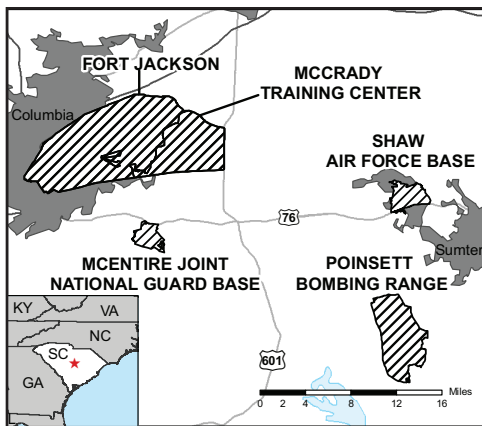 FORT JACKSON
MCCRADY
TRAINING CENTER
Columbia
SHAW
AIR FORCE BASE
76
Sumter
MCENTIRE JOINT
NATIONAL GUARD BASE
POINSETT
BOMBING RANGE
KY
VA
NC
SC
GA
601
Miles
0 2 4 8 12 16